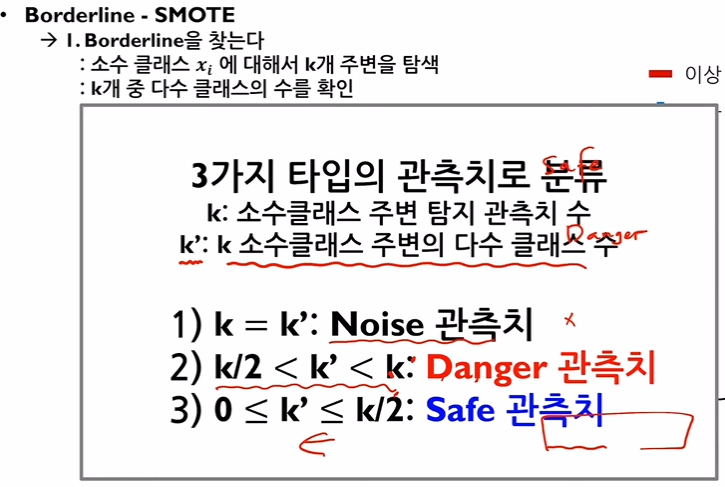 • Borderline - SMOTE
→ 1. Borderline을 찾는다
: 소수 클래스 xᵢ 에 대해서 k개 주변을 탐색
: k개 중 다수 클래스의 수를 확인
이상
3가지 타입의 관측치로 분류
Safe
k: 소수클래스 주변 탐지 관측치 수
Danger
k’: k 소수클래스 주변의 다수 클래스 수
1) k = k’: Noise 관측치 x
2) k/2 < k’ < k: Danger 관측치
3) 0 ≤ k’ ≤ k/2: Safe 관측치